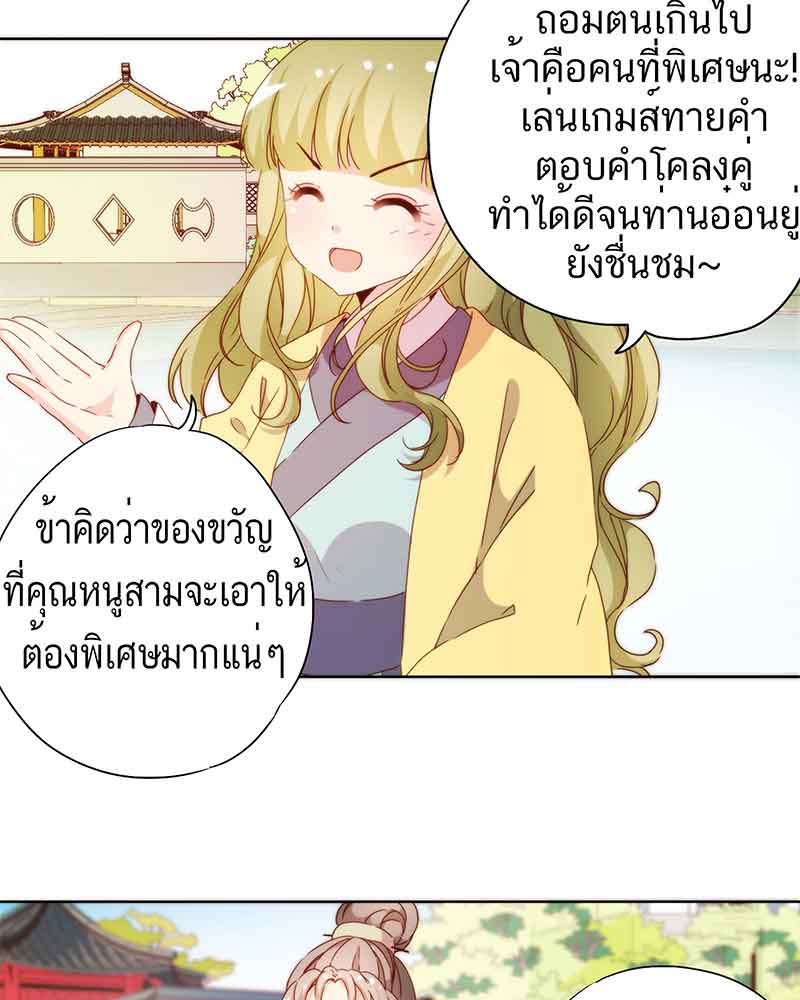 ถ่อมตนเกินไป
เจ้าคือคนที่พิเศษนะ!
เล่นเกมส์ทายคำ
ตอบคำโคลงคู่
ทำได้ดีจนท่านอ๋อนยู่
ยังชื่นชม~
ข้าคิดว่าของขวัญ
ที่คุณหนูสามจะเอาให้
ต้องพิเศษมากแน่ๆ